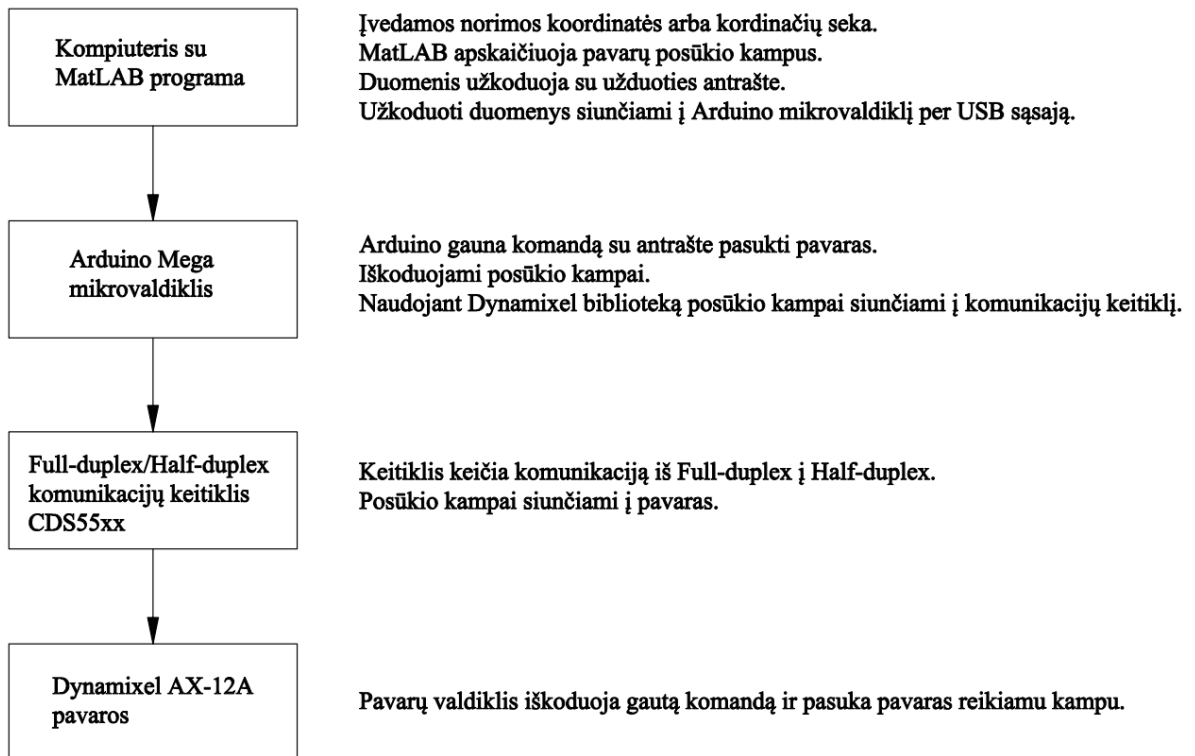 Kompiuteris su
MatLAB programa
Įvedamos norimos koordinatės arba kordinačių seka.
MatLAB apskaičiuoja pavarų posūkio kampus.
Duomenis užkoduoja su užduoties antrašte.
Užkoduoti duomenys siunčiami į Arduino mikrovaldiklį per USB sąsają.
Arduino Mega
mikrovaldiklis
Arduino gauna komandą su antrašte pasukti pavaras.
Iškoduojami posūkio kampai.
Naudojant Dynamixel biblioteką posūkio kampai siunčiami į komunikacijų keitiklį.
Full-duplex/Half-duplex
komunikacijų keitiklis
CDS55xx
Keitiklis keičia komunikaciją iš Full-duplex į Half-duplex.
Posūkio kampai siunčiami į pavaras.
Dynamixel AX-12A
pavaros
Pavarų valdiklis iškoduoja gautą komandą ir pasuka pavaras reikiamu kampu.